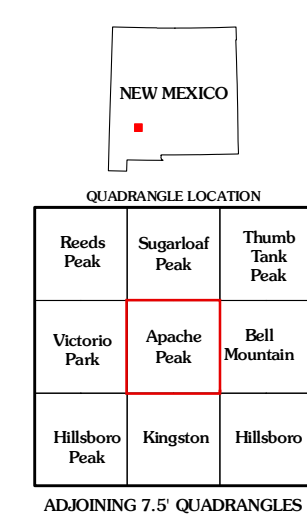 NEW MEXICO
QUADRANGLE LOCATION
Reeds
Peak
Sugarloaf
Peak
Thumb
Tank
Peak
Victorio
Park
Apache
Peak
Bell
Mountain
Hillsboro
Peak
Kingston
Hillsboro
ADJOINING 7.5' QUADRANGLES